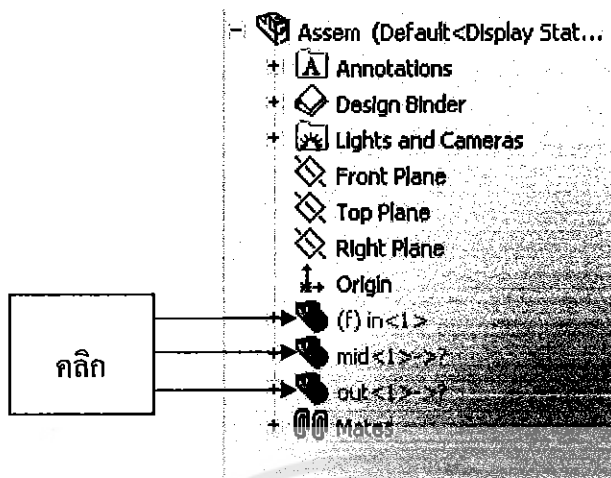 Assem (Default<Display Stat...
Annotations
Design Binder
Lights and Cameras
Front Plane
Top Plane
Right Plane
Origin
(f) in<1>
คลิก
mid<1>->?
out<1>->?
Mates